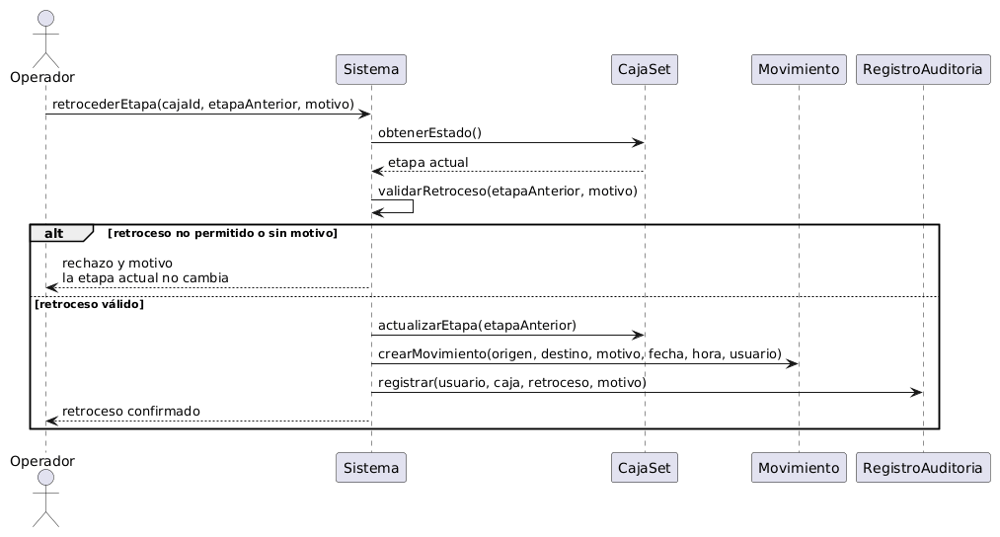 Operador
Sistema
CajaSet
Movimiento
RegistroAuditoria
retrocederEtapa(cajaId, etapaAnterior, motivo)
obtenerEstado()
etapa actual
validarRetroceso(etapaAnterior, motivo)
alt
[retroceso no permitido o sin motivo]
rechazo y motivo
la etapa actual no cambia
[retroceso válido]
actualizarEtapa(etapaAnterior)
crearMovimiento(origen, destino, motivo, fecha, hora, usuario)
registrar(usuario, caja, retroceso, motivo)
retroceso confirmado
Operador
Sistema
CajaSet
Movimiento
RegistroAuditoria